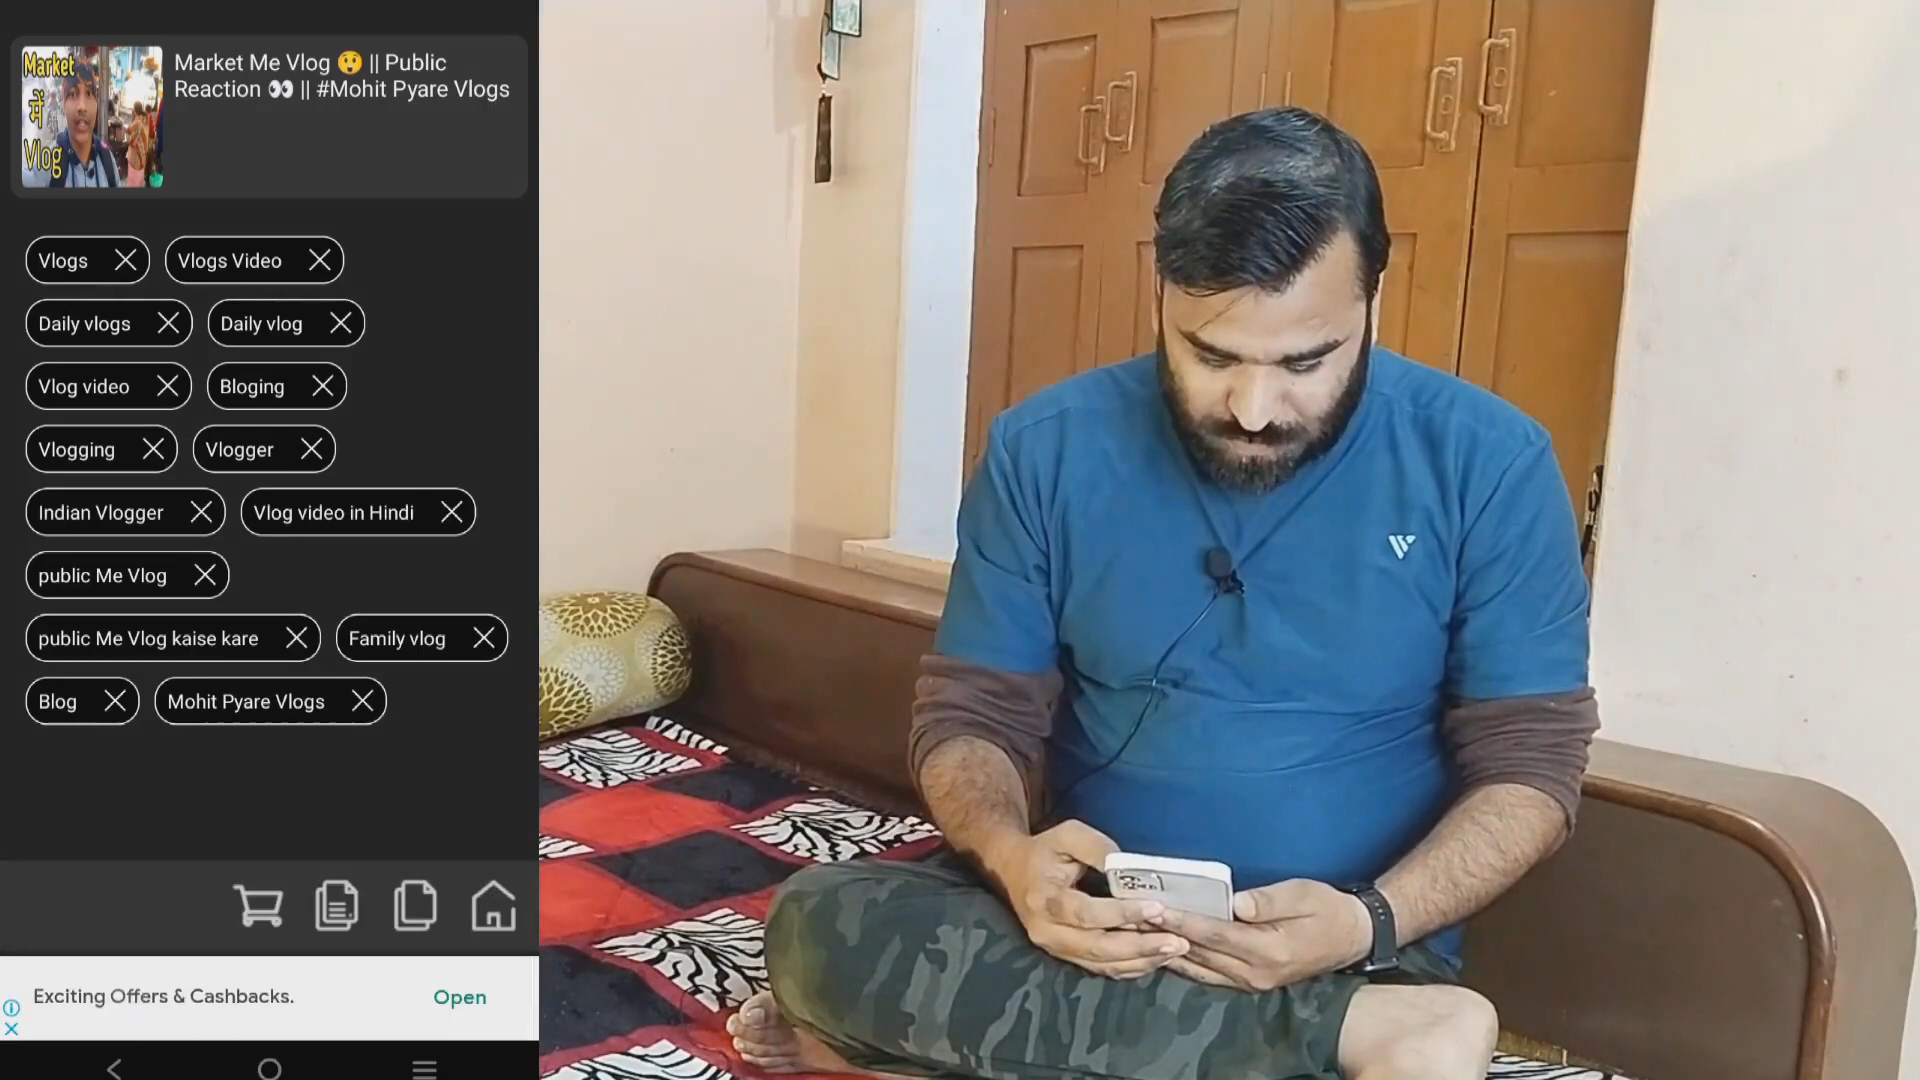 Market
में
Vlog
Market Me Vlog 😲 || Public
Reaction 👀 || #Mohit Pyare Vlogs
Vlogs
Vlogs Video
Daily vlogs
Daily vlog
Vlog video
Bloging
Vlogging
Vlogger
Indian Vlogger
Vlog video in Hindi
public Me Vlog
public Me Vlog kaise kare
Family vlog
Blog
Mohit Pyare Vlogs
Exciting Offers & Cashbacks.
Open